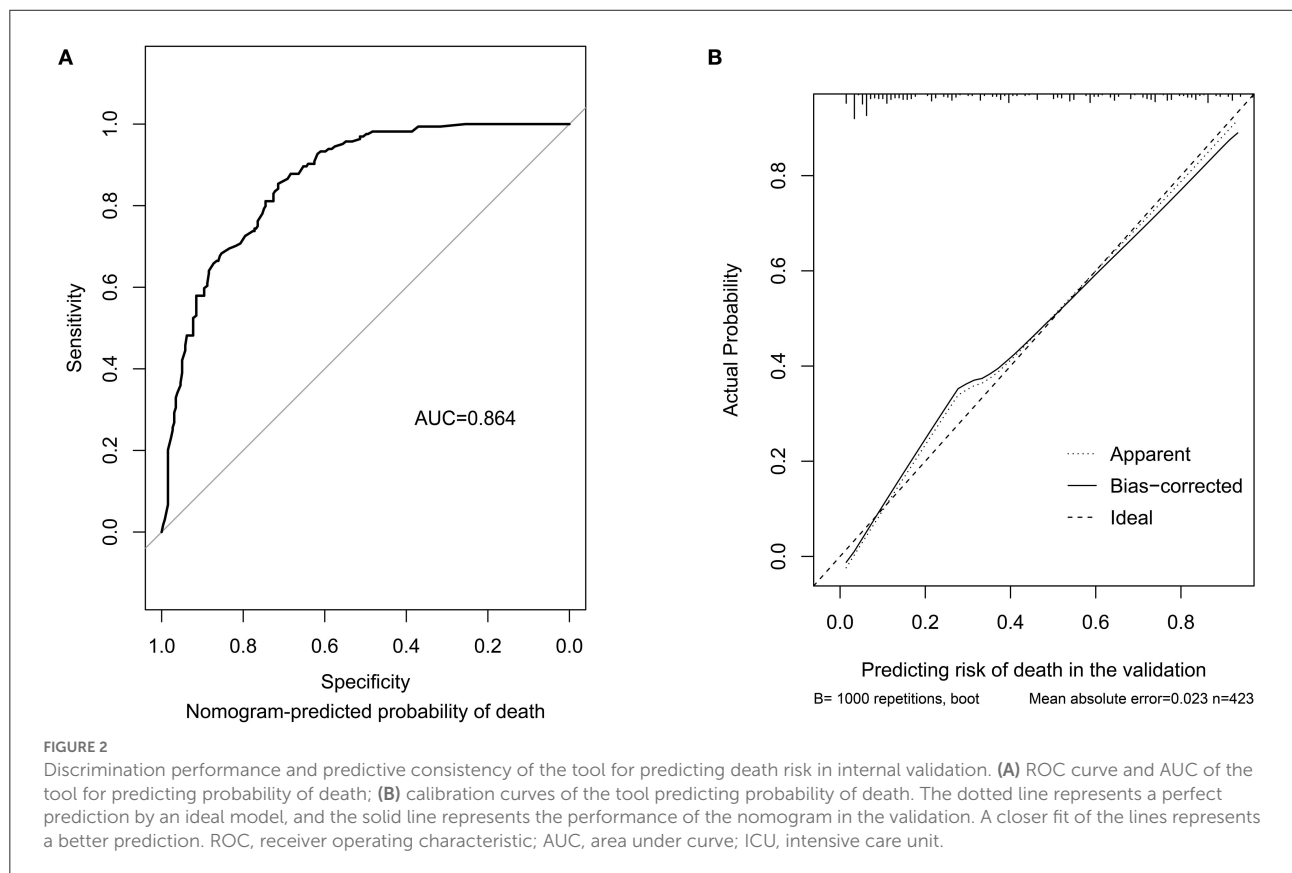 A
1.0
0.8
0.6
0.4
0.2
0.0
Sensitivity
AUC=0.864
1.0 0.8 0.6 0.4 0.2 0.0
Specificity
Nomogram-predicted probability of death
B
0.8
0.6
0.4
0.2
0.0
Actual Probability
Apparent
Bias−corrected
Ideal
0.0 0.2 0.4 0.6 0.8
Predicting risk of death in the validation
B= 1000 repetitions, boot Mean absolute error=0.023 n=423
FIGURE 2
Discrimination performance and predictive consistency of the tool for predicting death risk in internal validation. (A) ROC curve and AUC of the
tool for predicting probability of death; (B) calibration curves of the tool predicting probability of death. The dotted line represents a perfect
prediction by an ideal model, and the solid line represents the performance of the nomogram in the validation. A closer fit of the lines represents
a better prediction. ROC, receiver operating characteristic; AUC, area under curve; ICU, intensive care unit.